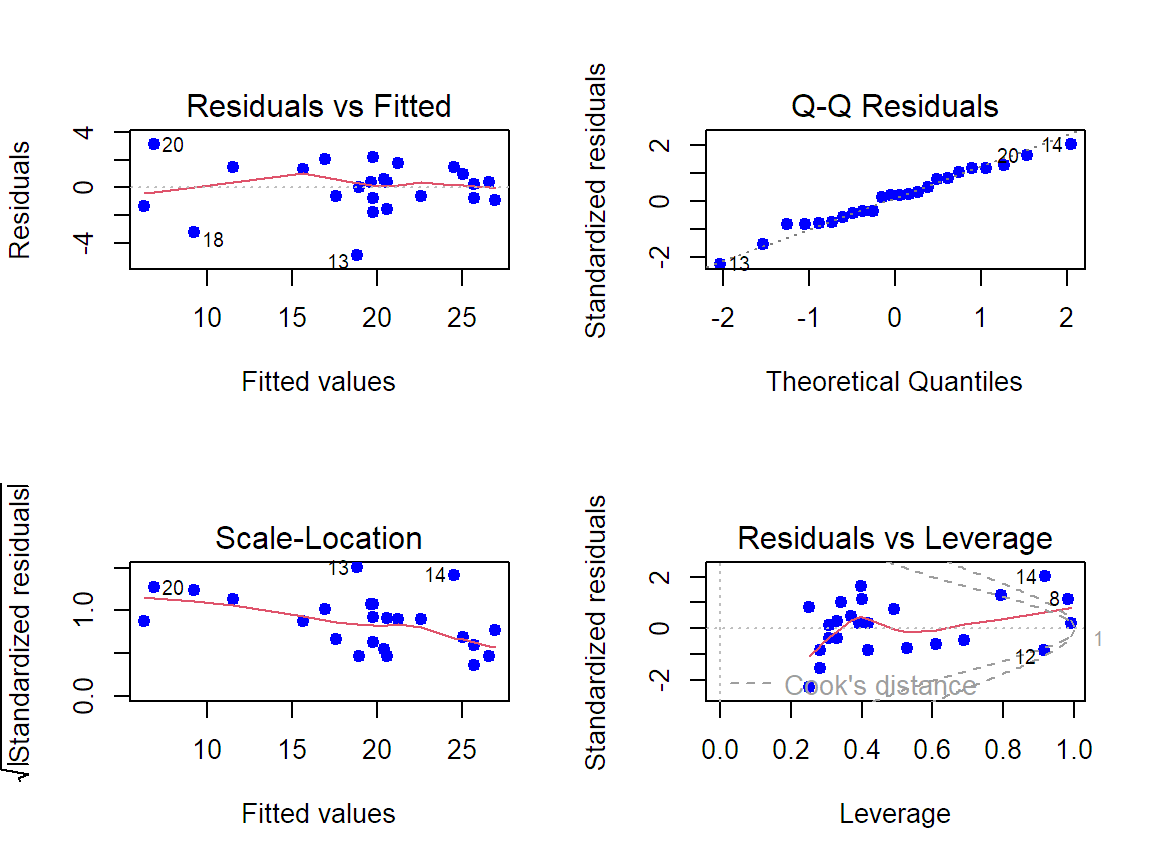 Residuals vs Fitted
Residuals
4
0
-4
20
18
13
10 15 20 25
Fitted values
Q-Q Residuals
Standardized residuals
2
0
-2
20
14
13
-2 -1 0 1 2
Theoretical Quantiles
Scale-Location
√|Standardized residuals|
1.0
0.0
20
13
14
10 15 20 25
Fitted values
Residuals vs Leverage
Standardized residuals
2
0
-2
14
8
12
1
Cook's distance
0.0 0.2 0.4 0.6 0.8 1.0
Leverage